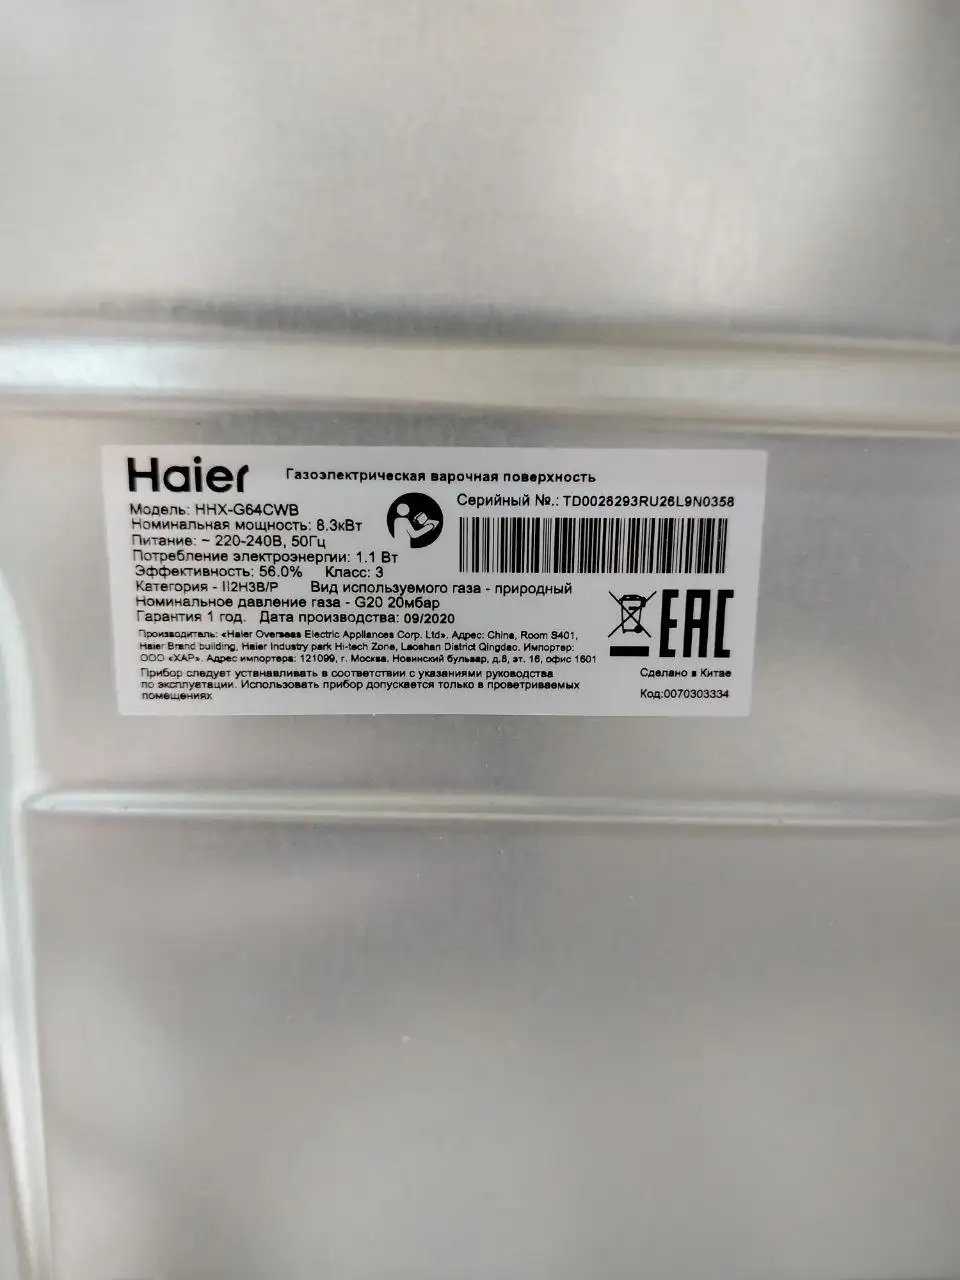 Haier
Газоэлектрическая варочная поверхность
Модель: HHX-G64CWB
Серийный №.: TD0026293RU26L9N0358
Номинальная мощность: 8.3кВт
Питание: ~ 220-240В, 50Гц
Потребление электроэнергии: 1.1 Вт
Эффективность: 56.0% Класс: 3
Категория - II2H3B/P Вид используемого газа - природный
Номинальное давление газа - G20 20мбар
Гарантия 1 год. Дата производства: 09/2020
EAC
Производитель: «Haier Overseas Electric Appliances Corp. Ltd». Адрес: China, Room S401,
Haier Brand building, Haier Industry park Hi-tech Zone, Laoshan District Qingdao. Импортер:
ООО «ХАР». Адрес импортера: 121099, г. Москва, Новинский бульвар, д.8, эт. 16, офис 1601
Прибор следует устанавливать в соответствии с указаниями руководства
по эксплуетации. Использовать прибор допускается только в проветриваемых
помещениях
Сделано в Китае
Код:0070303334